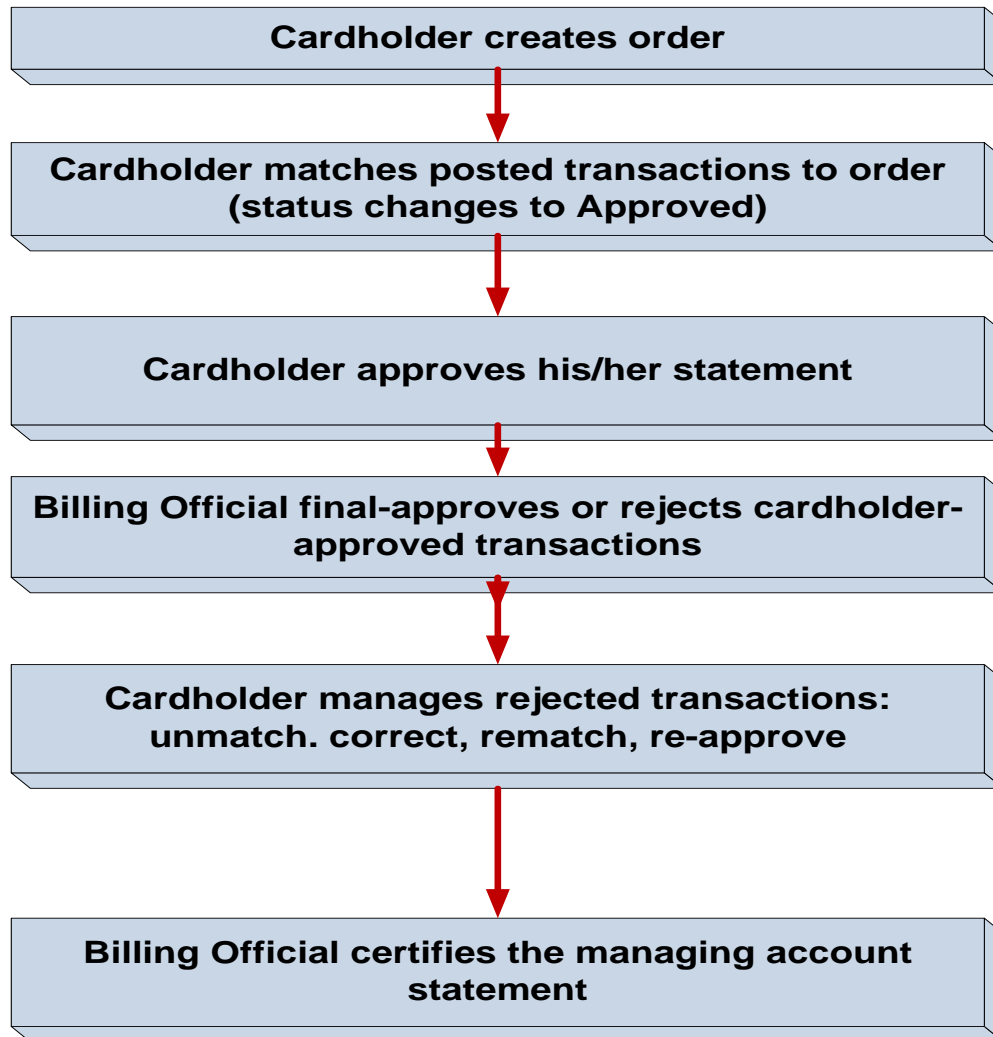 Cardholder creates order
Cardholder matches posted transactions to order
(status changes to Approved)
Cardholder approves his/her statement
Billing Official final-approves or rejects cardholder-
approved transactions
Cardholder manages rejected transactions:
unmatch. correct, rematch, re-approve
Billing Official certifies the managing account
statement